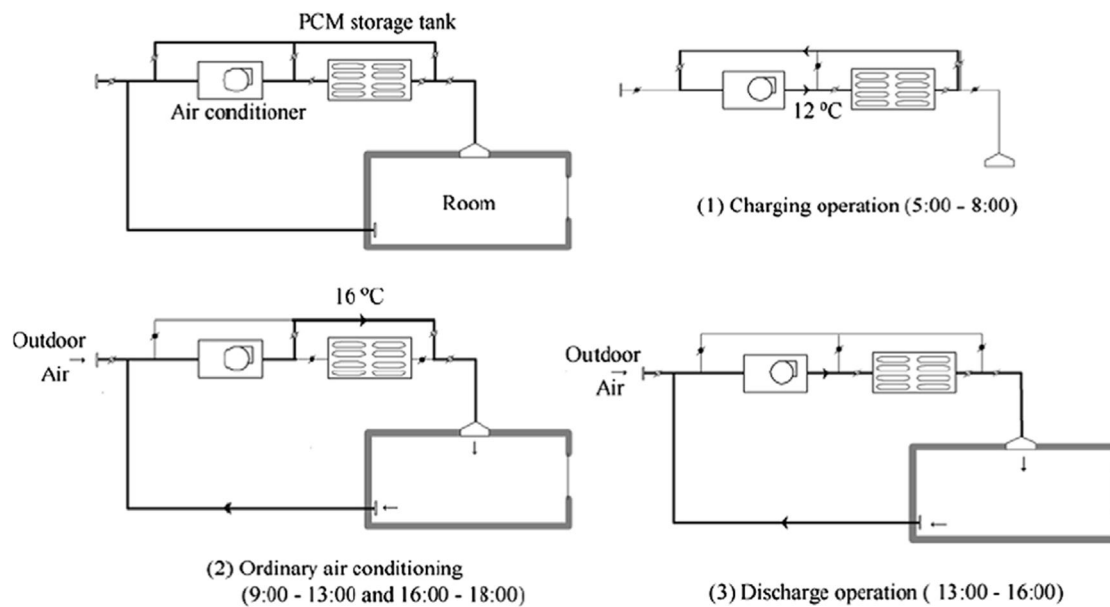 PCM storage tank
Air conditioner
Room
12 ºC
(1) Charging operation (5:00 - 8:00)
16 ºC
Outdoor
Air
(2) Ordinary air conditioning
(9:00 - 13:00 and 16:00 - 18:00)
Outdoor
Air
(3) Discharge operation ( 13:00 - 16:00)